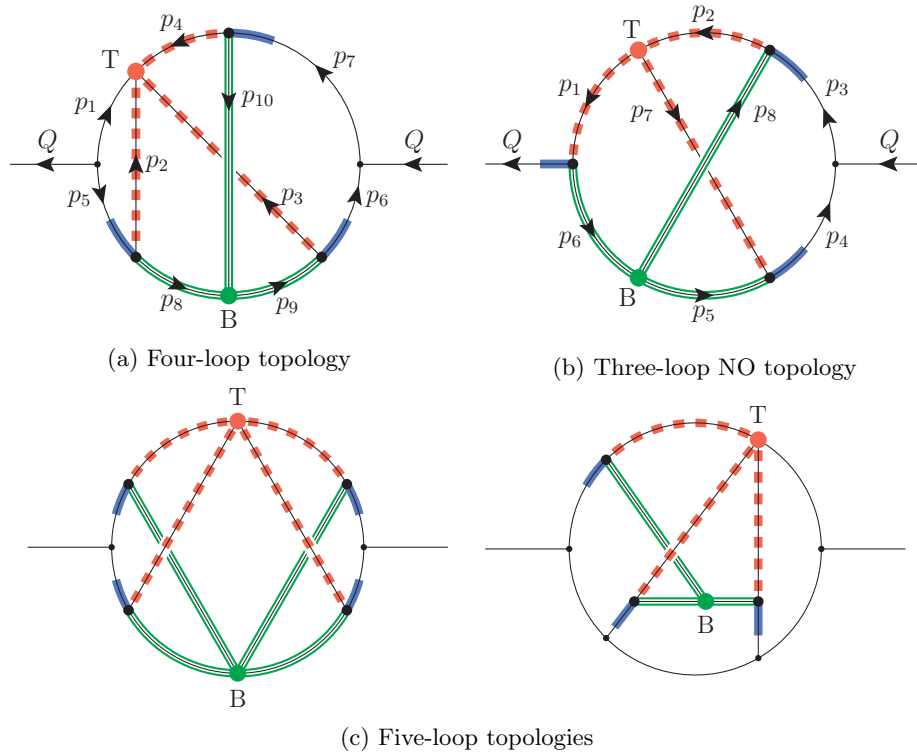 p4
T
p7
p10
p1
Q
Q
p2
p5
p3
p6
p8
p9
B
(a) Four-loop topology
p2
T
p1
p7
p8
p3
Q
Q
p6
p4
B
p5
(b) Three-loop NO topology
T
B
T
B
(c) Five-loop topologies